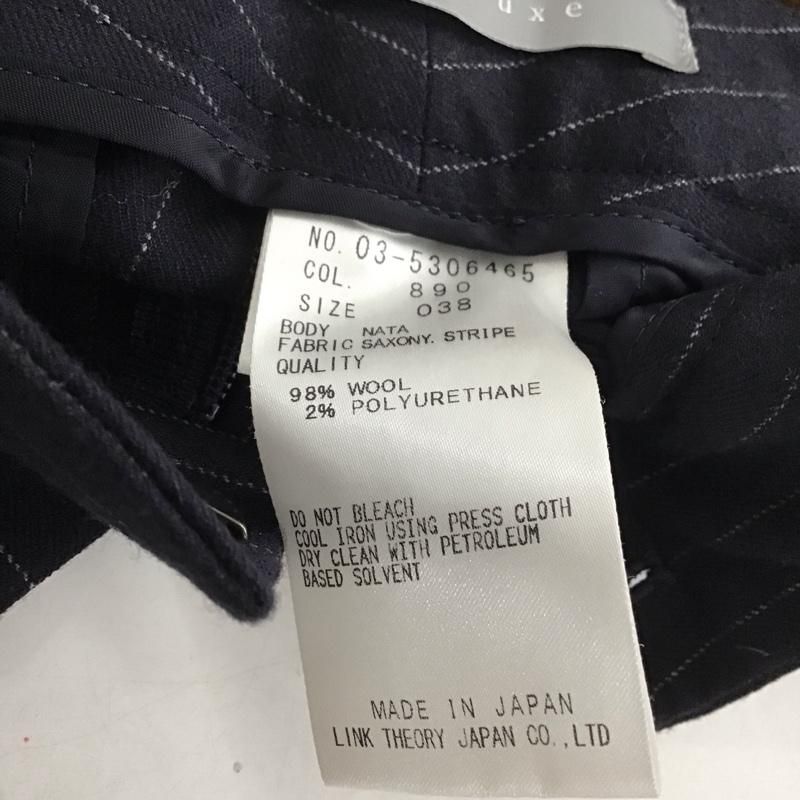 uxe
NO. 03-5306465
COL. 890
SIZE 038
BODY NATA
FABRIC SAXONY. STRIPE
QUALITY
98% WOOL
2% POLYURETHANE
DO NOT BLEACH
COOL IRON USING PRESS CLOTH
DRY CLEAN WITH PETROLEUM
BASED SOLVENT
MADE IN JAPAN
LINK THEORY JAPAN CO.,LTD